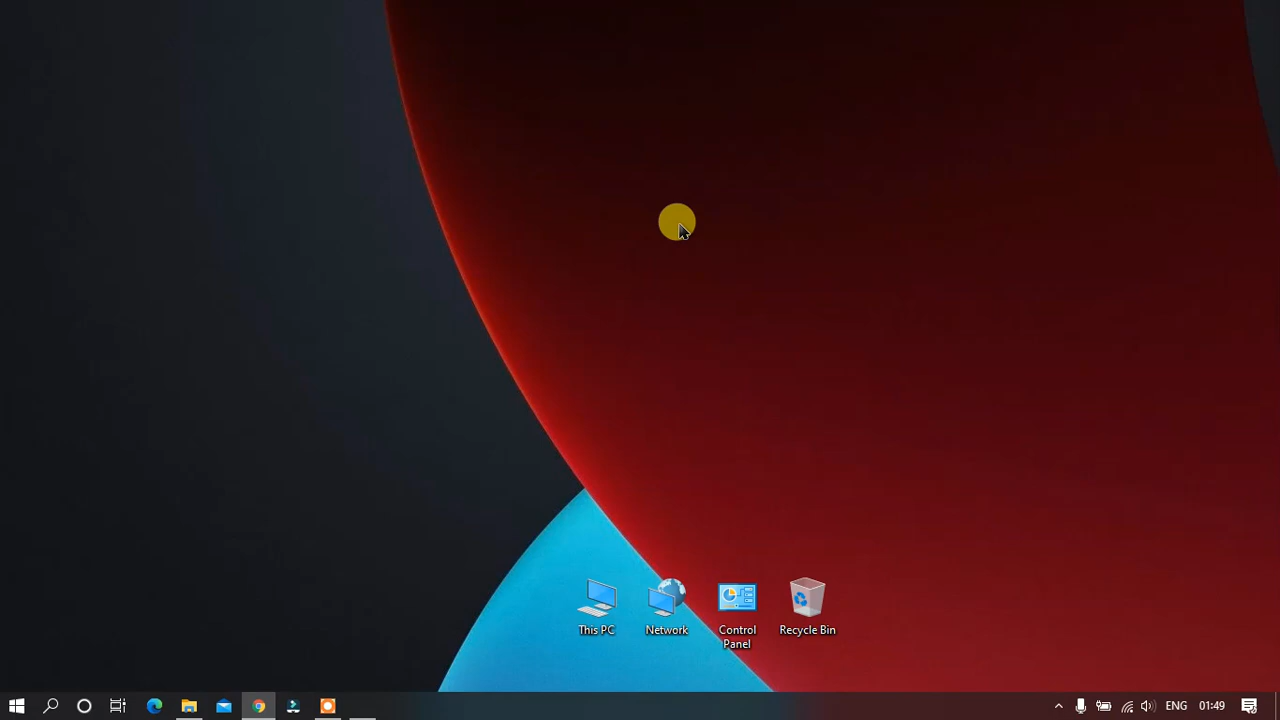 This PC
Network
Control
Panel
Recycle Bin
ENG
01:49